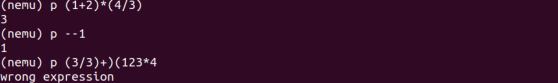 (nemu) p (1+2)*(4/3)
3
(nemu) p --1
1
(nemu) p (3/3)+)(123*4
wrong expression